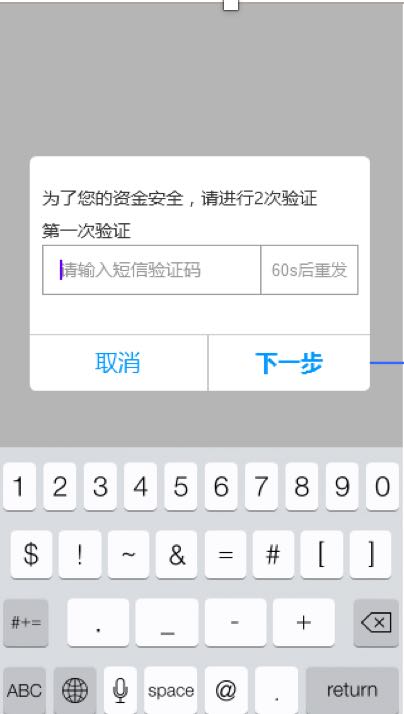 为了您的资金安全，请进行2次验证
第一次验证
请输入短信验证码 60s后重发
取消 下一步
1 2 3 4 5 6 7 8 9 0
$ ! ~ & = # [ ]
#+= . _ - +
ABC space @ . return